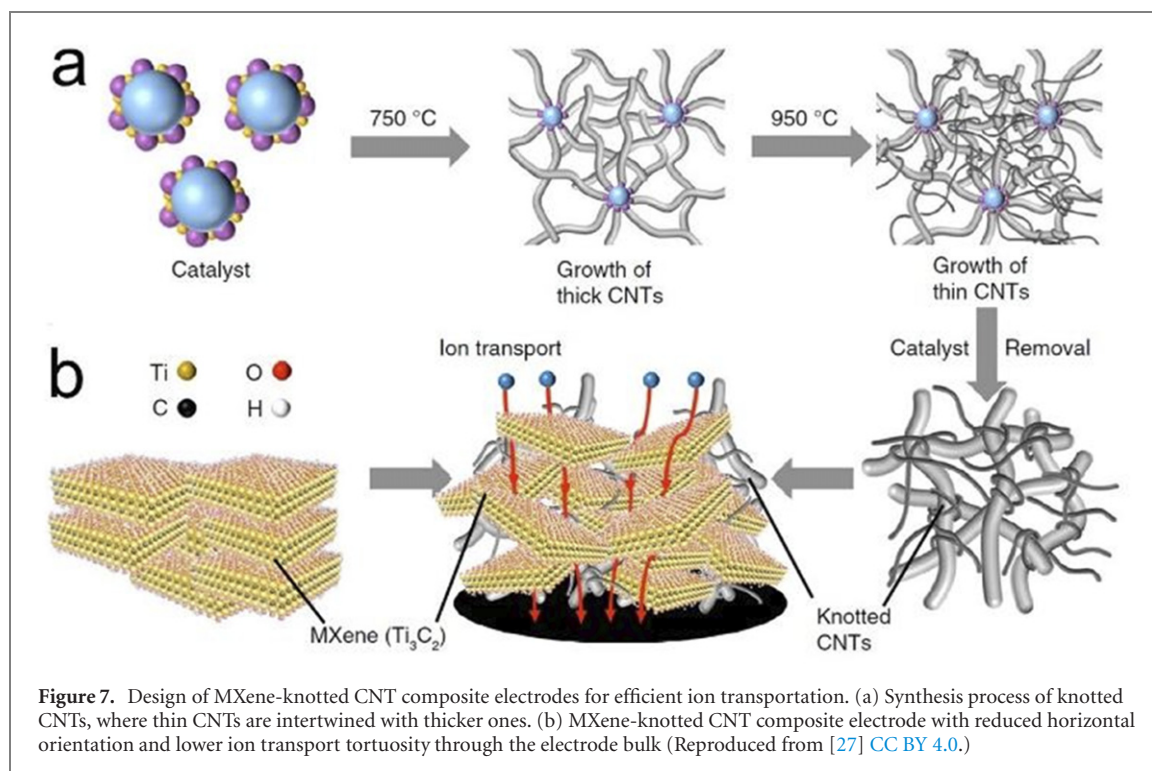 a
750 °C
950 °C
Catalyst
Growth of
thick CNTs
Growth of
thin CNTs
Catalyst Removal
b
Ti
O
C
H
Ion transport
MXene (Ti₃C₂)
Knotted
CNTs
Figure 7. Design of MXene-knotted CNT composite electrodes for efficient ion transportation. (a) Synthesis process of knotted
CNTs, where thin CNTs are intertwined with thicker ones. (b) MXene-knotted CNT composite electrode with reduced horizontal
orientation and lower ion transport tortuosity through the electrode bulk (Reproduced from [27] CC BY 4.0.)